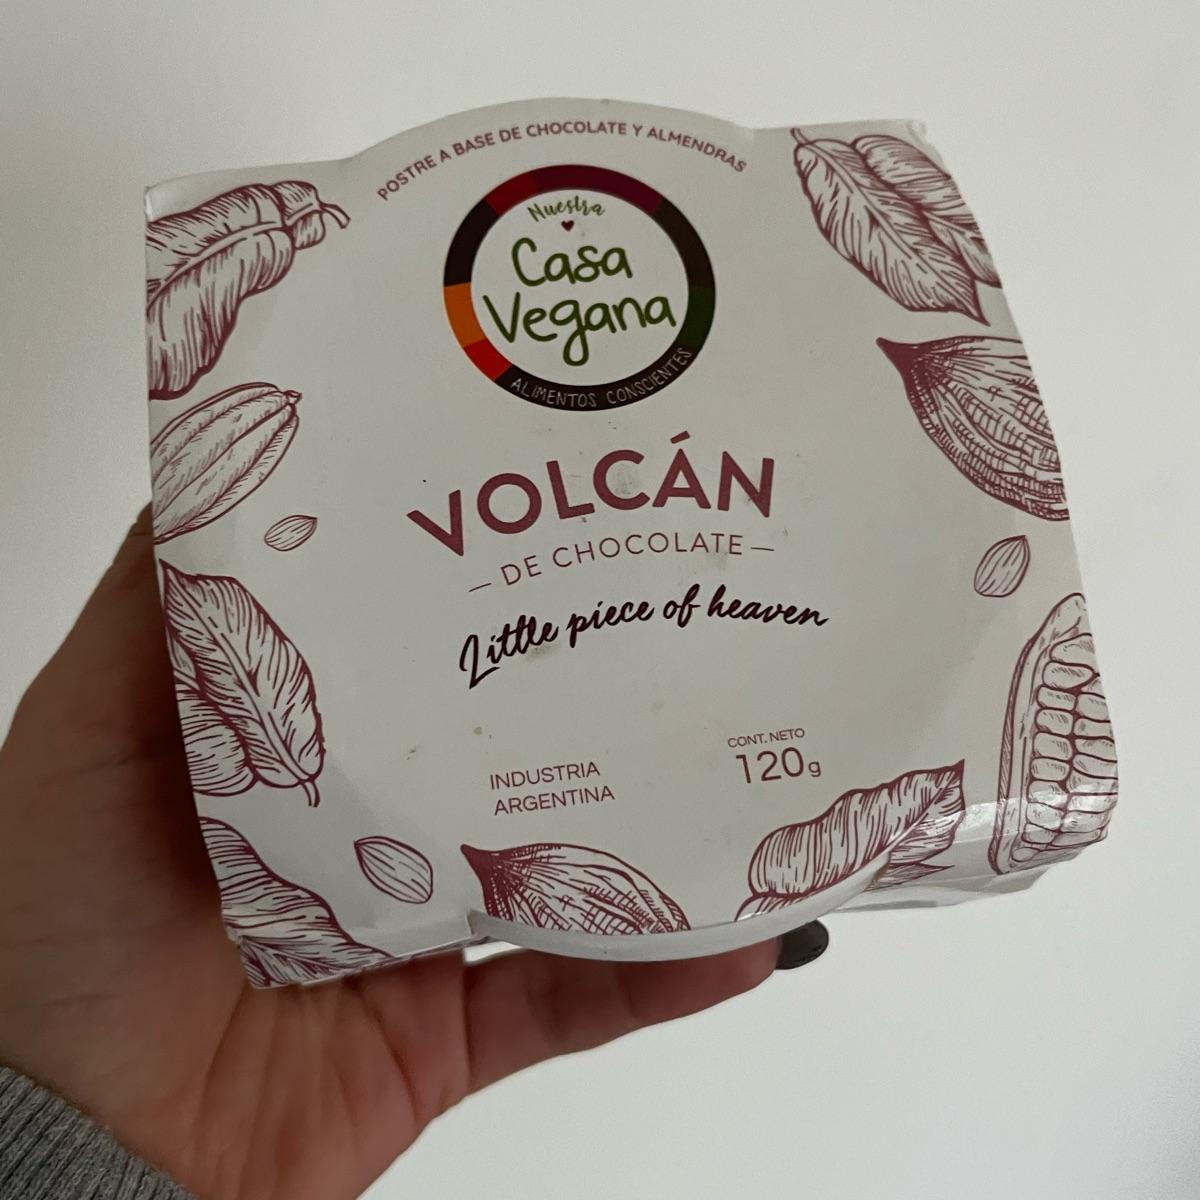 POSTRE A BASE DE CHOCOLATE Y ALMENDRAS
Nuestra
Casa
Vegana
ALIMENTOS CONSCIENTES
VOLCÁN
— DE CHOCOLATE —
Little piece of heaven
INDUSTRIA
ARGENTINA
CONT. NETO
120g